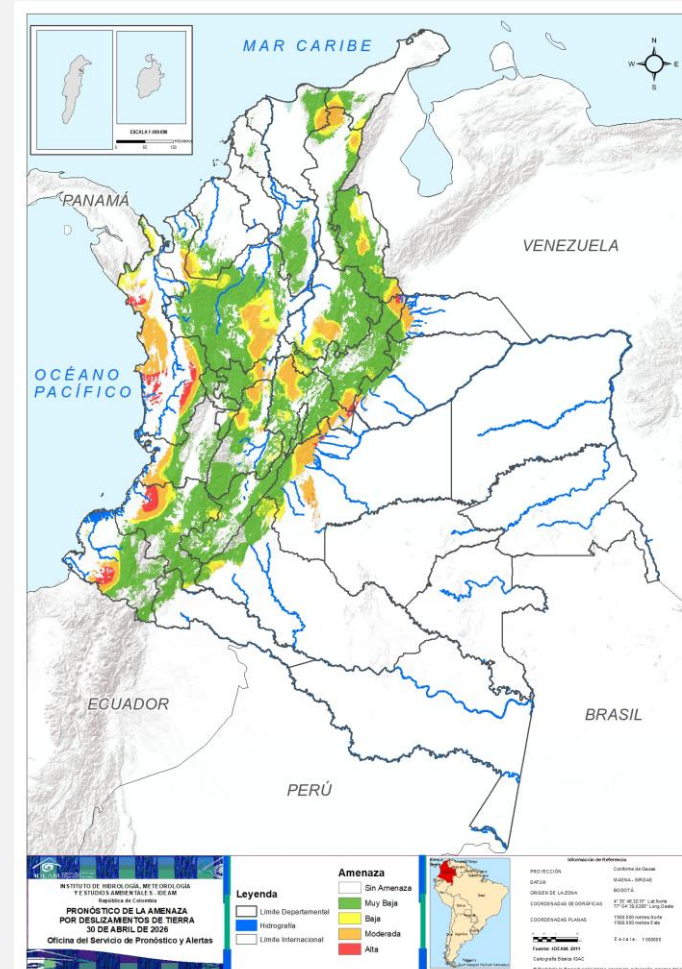 MAR CARIBE
N
W
E
S
ESCALA 1:
PANAMÁ
VENEZUELA
OCÉANO
PACÍFICO
ECUADOR
BRASIL
PERÚ
IDEAM
INSTITUTO DE HIDROLOGÍA, METEOROLOGÍA
Y ESTUDIOS AMBIENTALES - IDEAM
República de Colombia
PRONÓSTICO DE LA AMENAZA
POR DESLIZAMIENTOS DE TIERRA
30 DE ABRIL DE 2026
Oficina del Servicio de Pronóstico y Alertas
Leyenda
Límite Departamental
Hidrografía
Límite Internacional
Amenaza
Sin Amenaza
Muy Baja
Baja
Moderada
Alta
Información de Referencia
PROYECCIÓN
Conforme de Gauss
DATUM
MAGNA - SIRGAS
ORIGEN DE LA ZONA
BOGOTÁ
COORDENADAS GEOGRÁFICAS
COORDENADAS PLANAS
Escala:
Fuente: IDEAM, 2011
Cartografía Básica IGAC